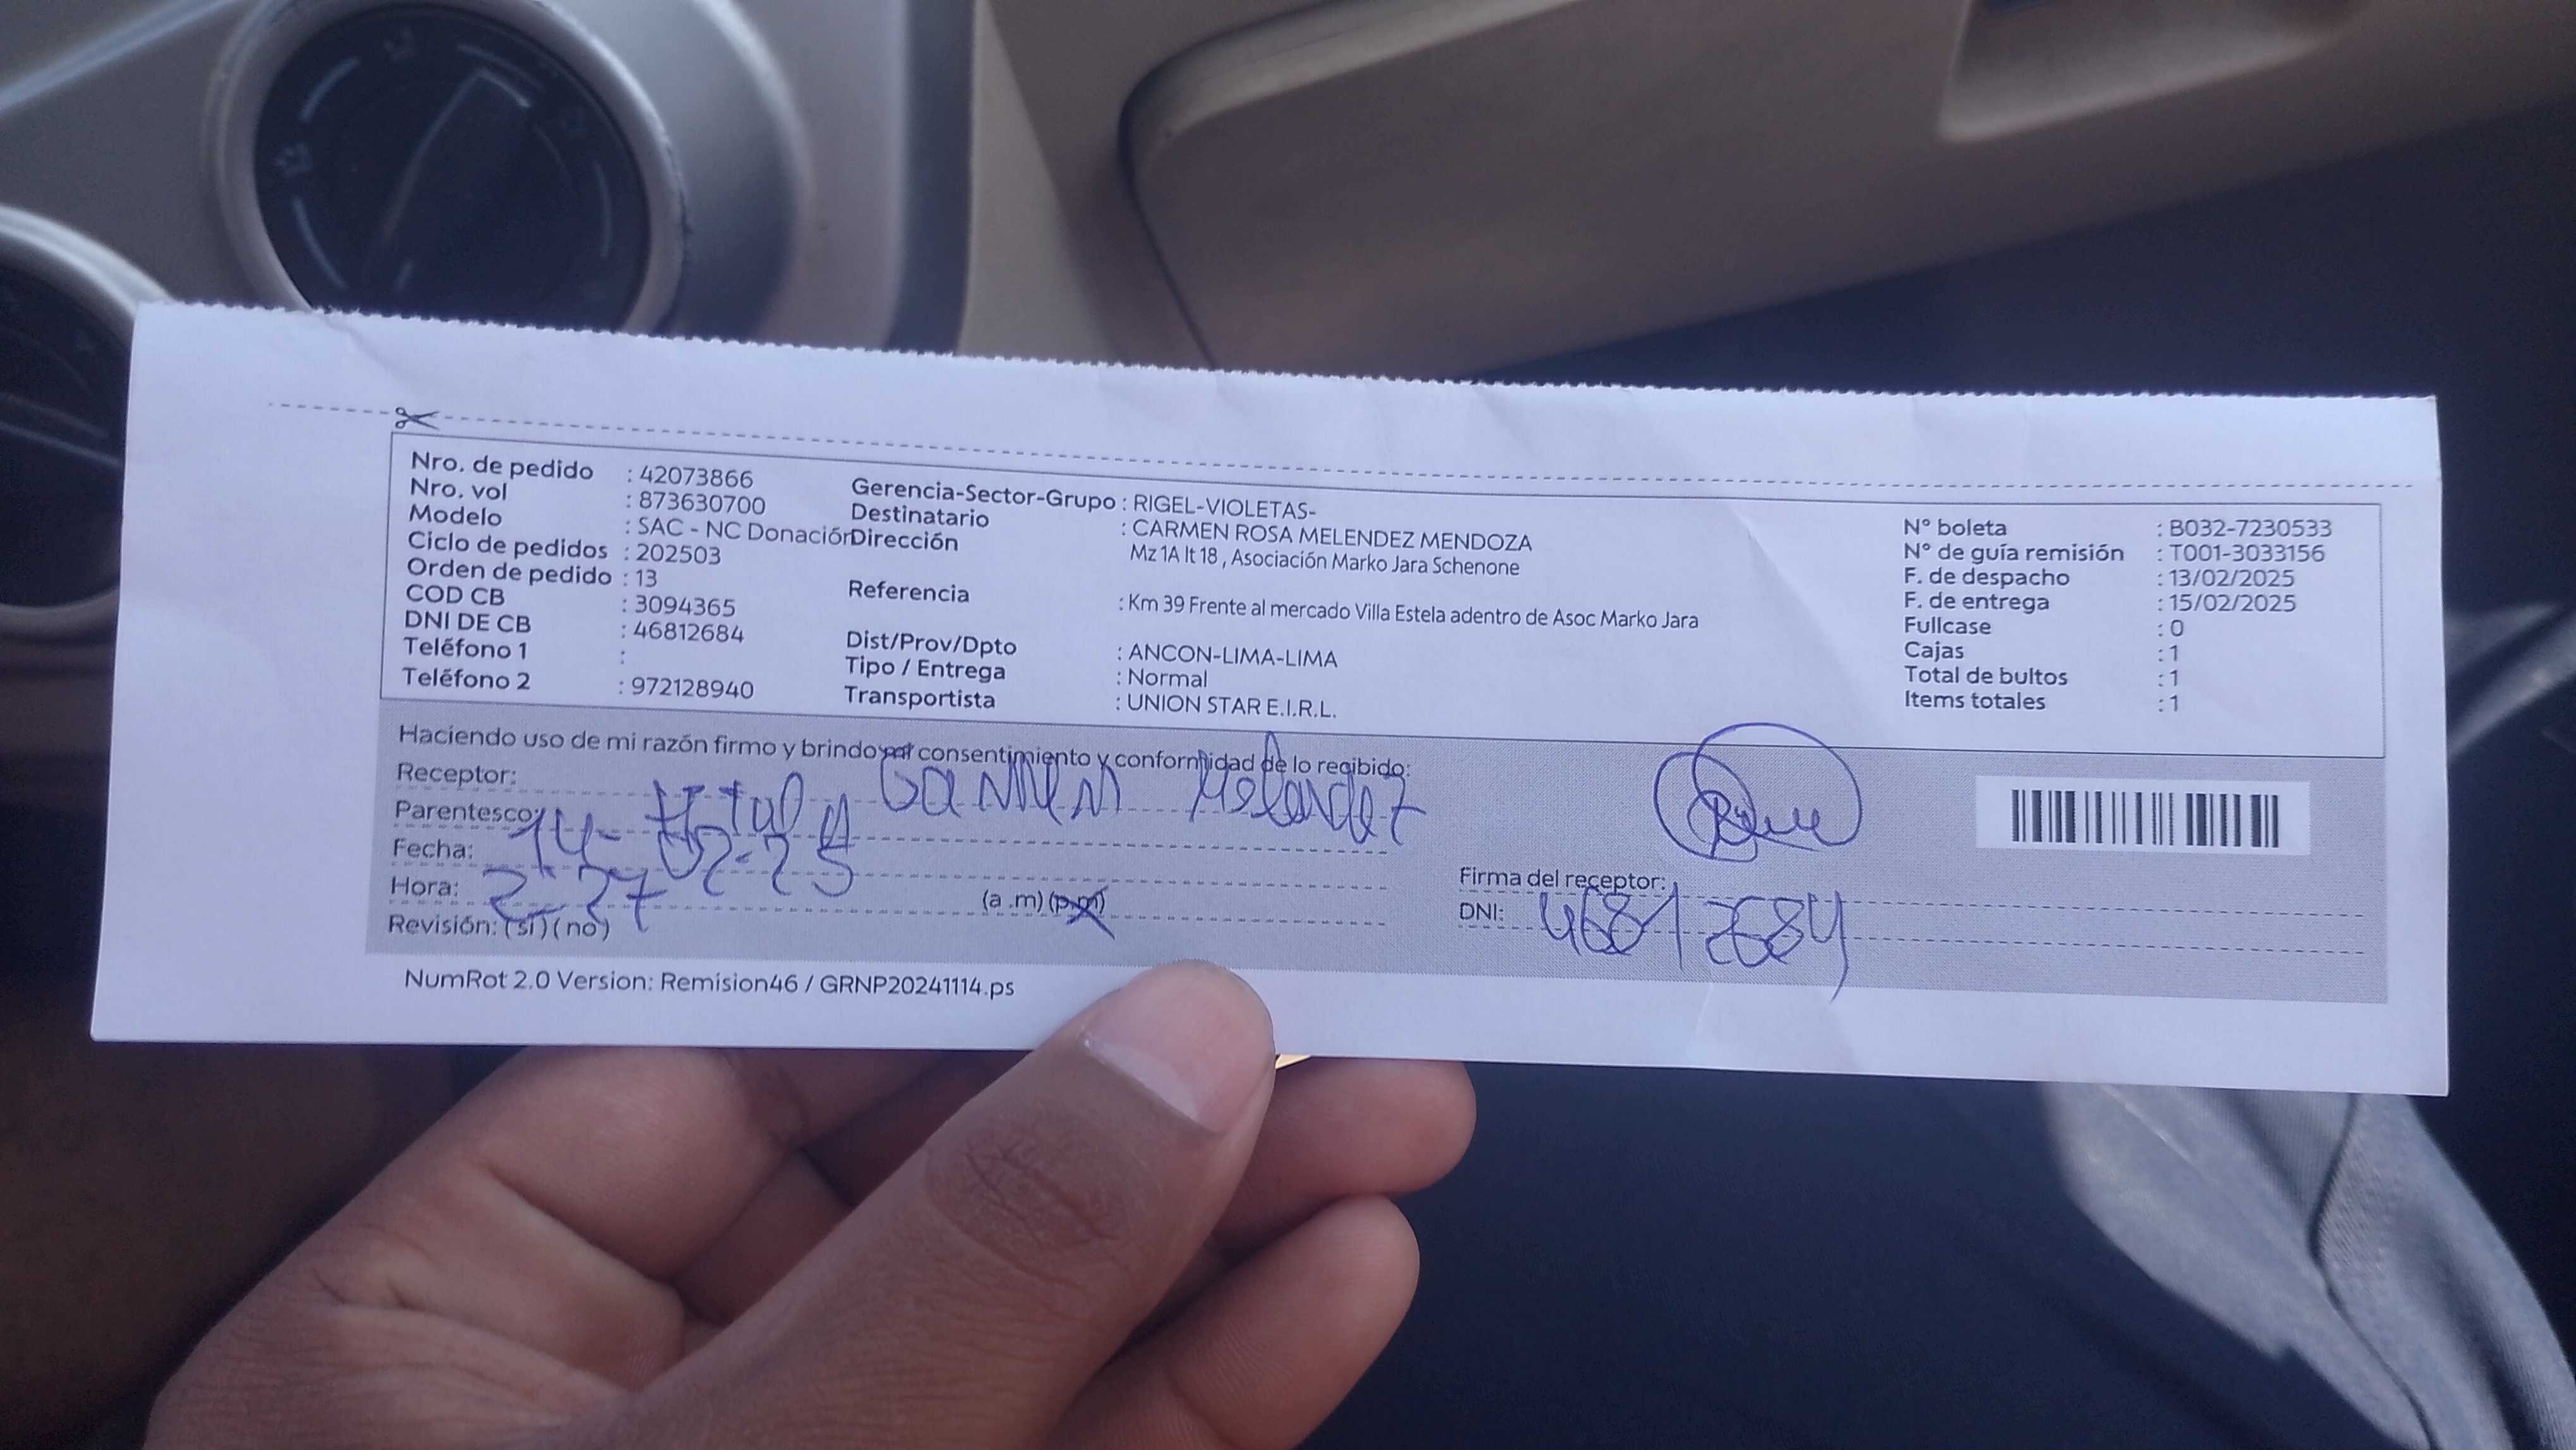 Nro. de pedido : 42073866
Nro. vol : 873630700
Modelo : SAC - NC Donación
Ciclo de pedidos : 202503
Orden de pedido : 13
COD CB : 3094365
DNI DE CB : 46812684
Teléfono 1 :
Teléfono 2 : 972128940
Gerencia-Sector-Grupo : RIGEL-VIOLETAS-
Destinatario : CARMEN ROSA MELENDEZ MENDOZA
Dirección Mz 1A lt 18 , Asociación Marko Jara Schenone
Referencia : Km 39 Frente al mercado Villa Estela adentro de Asoc Marko Jara
Dist/Prov/Dpto : ANCON-LIMA-LIMA
Tipo / Entrega : Normal
Transportista : UNION STAR E.I.R.L.
N° boleta : B032-7230533
N° de guía remisión : T001-3033156
F. de despacho : 13/02/2025
F. de entrega : 15/02/2025
Fullcase : 0
Cajas : 1
Total de bultos : 1
Items totales : 1
Haciendo uso de mi razón firmo y brindo mi consentimiento y conformidad de lo recibido:
Receptor: Carmen Melendez
Parentesco:
Fecha: 14-02-25
Hora: 2-27 (a .m) (p.m)
Revisión: (si) (no)
Firma del receptor:
DNI: 46812684
NumRot 2.0 Version: Remision46 / GRNP20241114.ps